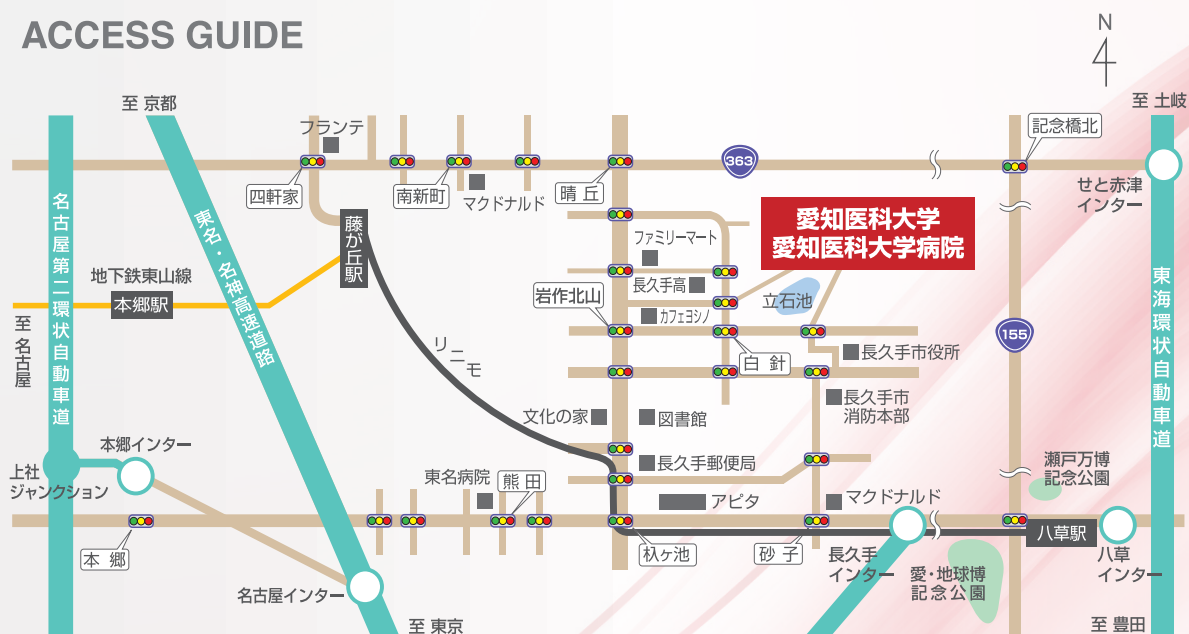 ACCESS GUIDE
N
至 京都
至 土岐
フランテ
記念橋北
363
四軒家
南新町
マクドナルド
晴丘
せと赤津
インター
名古屋第二環状自動車道
東名・名神高速道路
藤が丘駅
愛知医科大学
愛知医科大学病院
ファミリーマート
地下鉄東山線
本郷駅
長久手高
立石池
岩作北山
カフェヨシノ
東海環状自動車道
至 名古屋
リニモ
155
白針
長久手市役所
長久手市
消防本部
文化の家
図書館
本郷インター
上社
ジャンクション
東名病院
熊田
長久手郵便局
瀬戸万博
記念公園
アピタ
マクドナルド
本郷
杁ヶ池
砂子
長久手
インター
八草駅
八草
インター
愛・地球博
記念公園
名古屋インター
至 東京
至 豊田